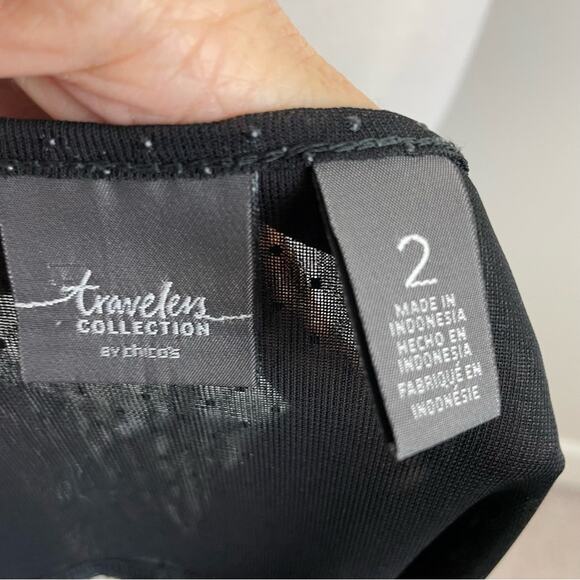 travelers
COLLECTION
BY chico's
2
MADE IN
INDONESIA
HECHO EN
INDONESIA
FABRIQUÉ EN
INDONÉSIE